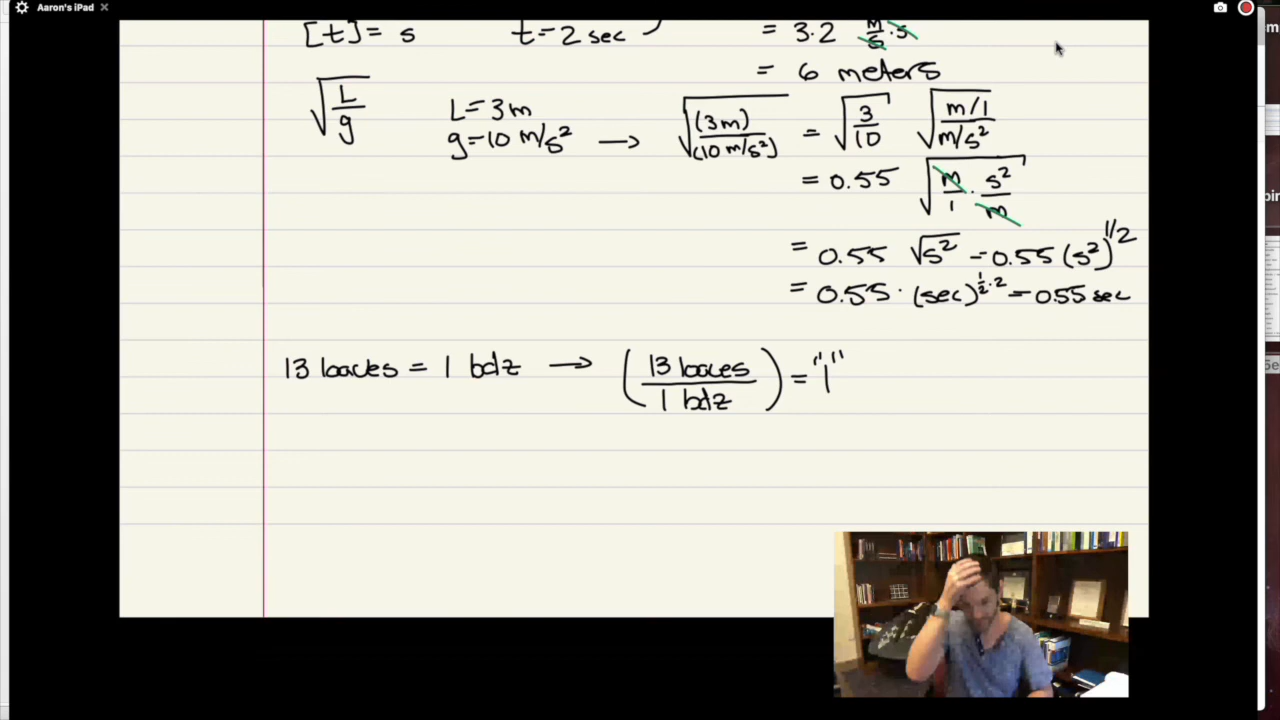 Aaron's iPad
[t] = s t = 2 sec = 3·2 m/s · s
= 6 meters
√(L/g) L = 3m g = 10 m/s² → √((3m)/(10 m/s²)) = √(3/10) √((m/1)/(m/s²))
= 0.55 √(m/1 · s²/m)
= 0.55 √s² = 0.55 (s²)^1/2
= 0.55 · (sec)^½·2 = 0.55 sec
13 loaves = 1 bdz → (13 loaves / 1 bdz) = "1"